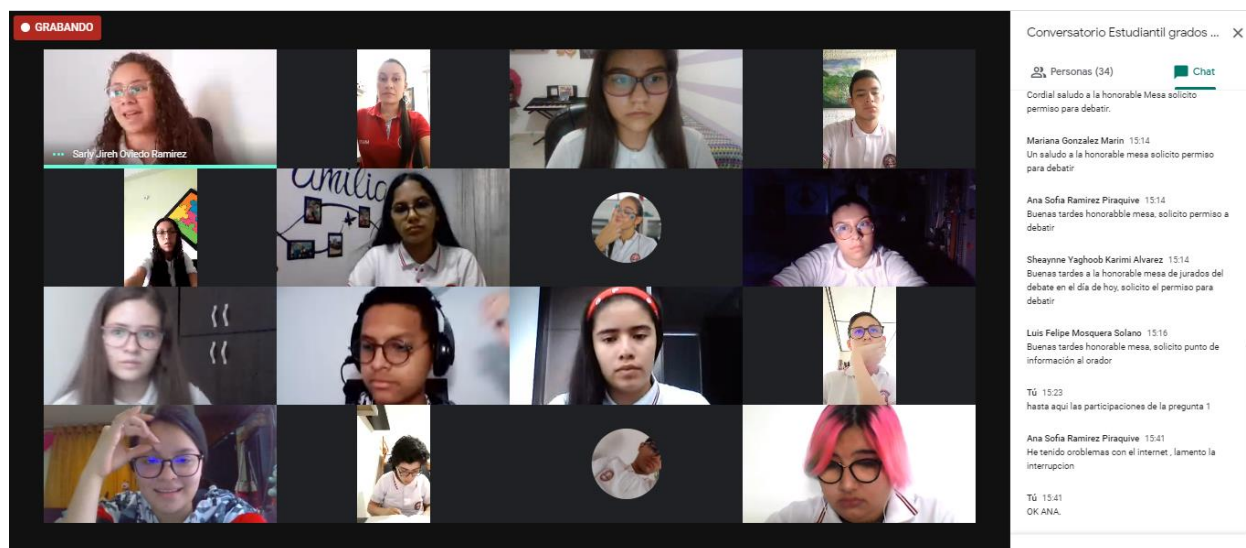 GRABANDO
Sarly Jireh Oviedo Ramirez
amilia
Conversatorio Estudiantil grados ...
Personas (34)
Chat
Cordial saludo a la honorable Mesa solicito
permiso para debatir.
Mariana Gonzalez Marin 15:14
Un saludo a la honorable mesa solicito permiso
para debatir
Ana Sofia Ramirez Piraquive 15:14
Buenas tardes honorabble mesa, solicito permiso a
debatir
Sheaynne Yaghoob Karimi Alvarez 15:14
Buenas tardes a la honorable mesa de jurados del
debate en el día de hoy, solicito el permiso para
debatir
Luis Felipe Mosquera Solano 15:16
Buenas tardes honorable mesa, solicito punto de
información al orador
Tú 15:23
hasta aqui las participaciones de la pregunta 1
Ana Sofia Ramirez Piraquive 15:41
He tenido oroblemas con el internet , lamento la
interrupcion
Tú 15:41
OK ANA.